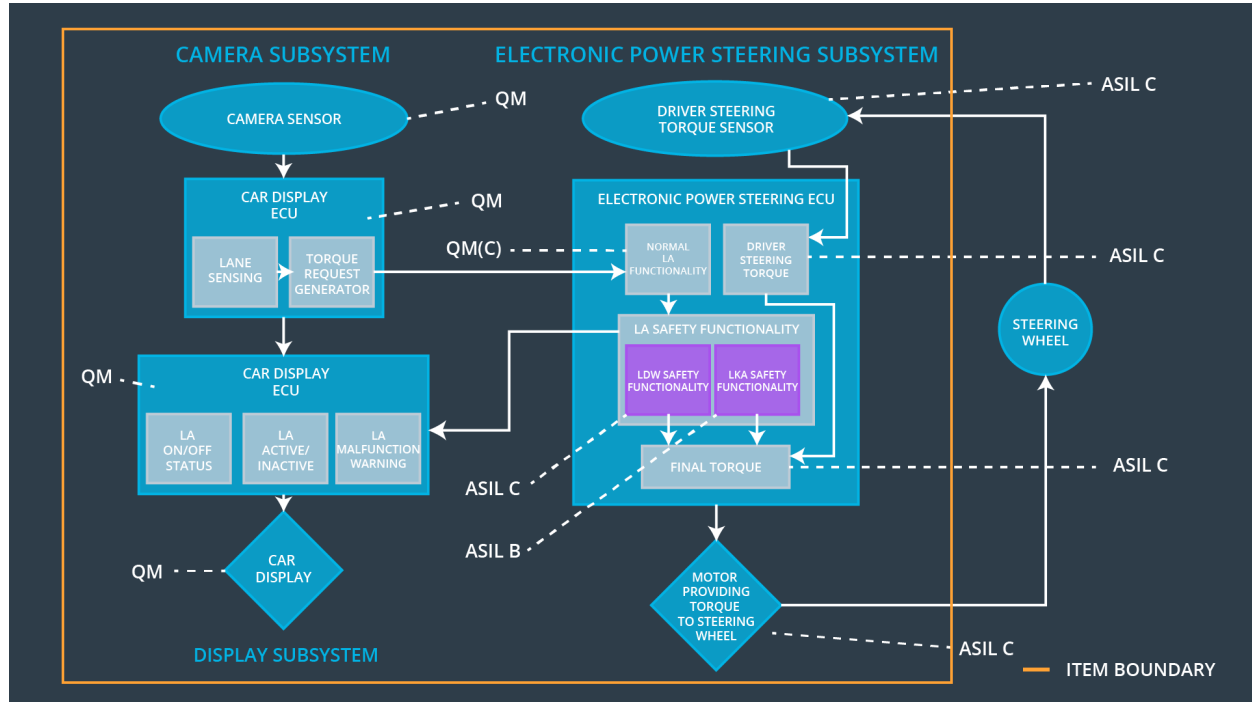 CAMERA SUBSYSTEM
ELECTRONIC POWER STEERING SUBSYSTEM
CAMERA SENSOR
QM
DRIVER STEERING
TORQUE SENSOR
ASIL C
CAR DISPLAY
ECU
QM
LANE
SENSING
TORQUE
REQUEST
GENERATOR
ELECTRONIC POWER STEERING ECU
QM(C)
NORMAL
LA
FUNCTIONALITY
DRIVER
STEERING
TORQUE
ASIL C
LA SAFETY FUNCTIONALITY
LDW SAFETY
FUNCTIONALITY
LKA SAFETY
FUNCTIONALITY
STEERING
WHEEL
QM
CAR DISPLAY
ECU
LA
ON/OFF
STATUS
LA
ACTIVE/
INACTIVE
LA
MALFUNCTION
WARNING
FINAL TORQUE
ASIL C
ASIL C
ASIL B
QM
CAR
DISPLAY
MOTOR
PROVIDING
TORQUE
TO STEERING
WHEEL
ASIL C
DISPLAY SUBSYSTEM
ITEM BOUNDARY